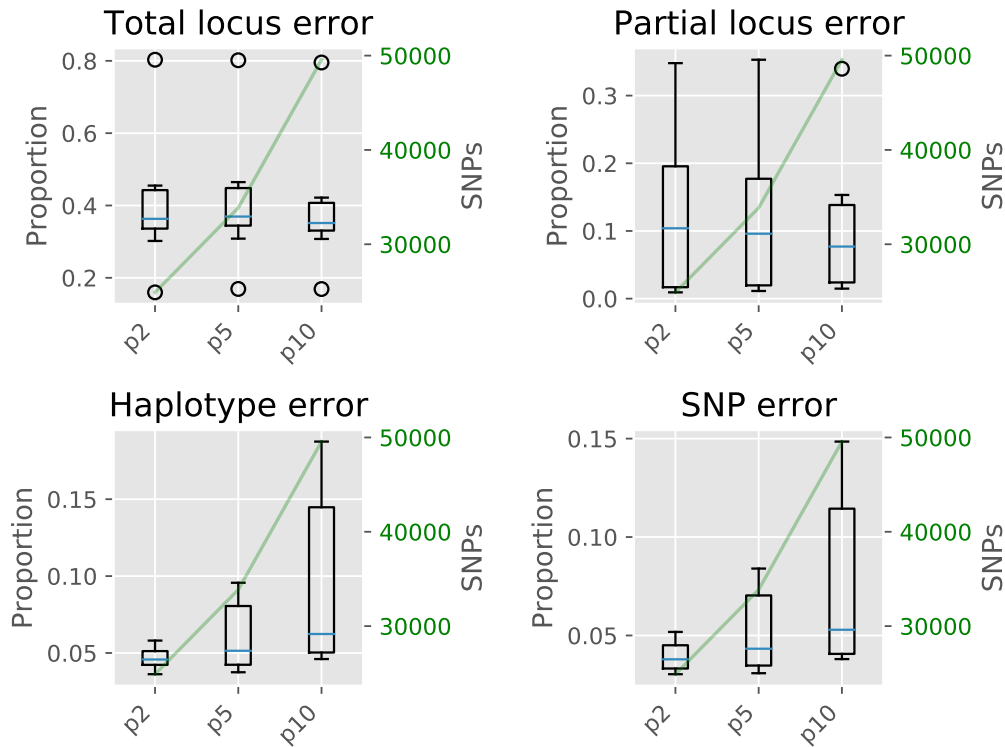 Total locus error
Proportion
0.8
0.6
0.4
0.2
50000
40000
30000
SNPs
p2
p5
p10
Partial locus error
Proportion
0.3
0.2
0.1
0.0
50000
40000
30000
SNPs
p2
p5
p10
Haplotype error
Proportion
0.15
0.10
0.05
50000
40000
30000
SNPs
p2
p5
p10
SNP error
Proportion
0.15
0.10
0.05
50000
40000
30000
SNPs
p2
p5
p10